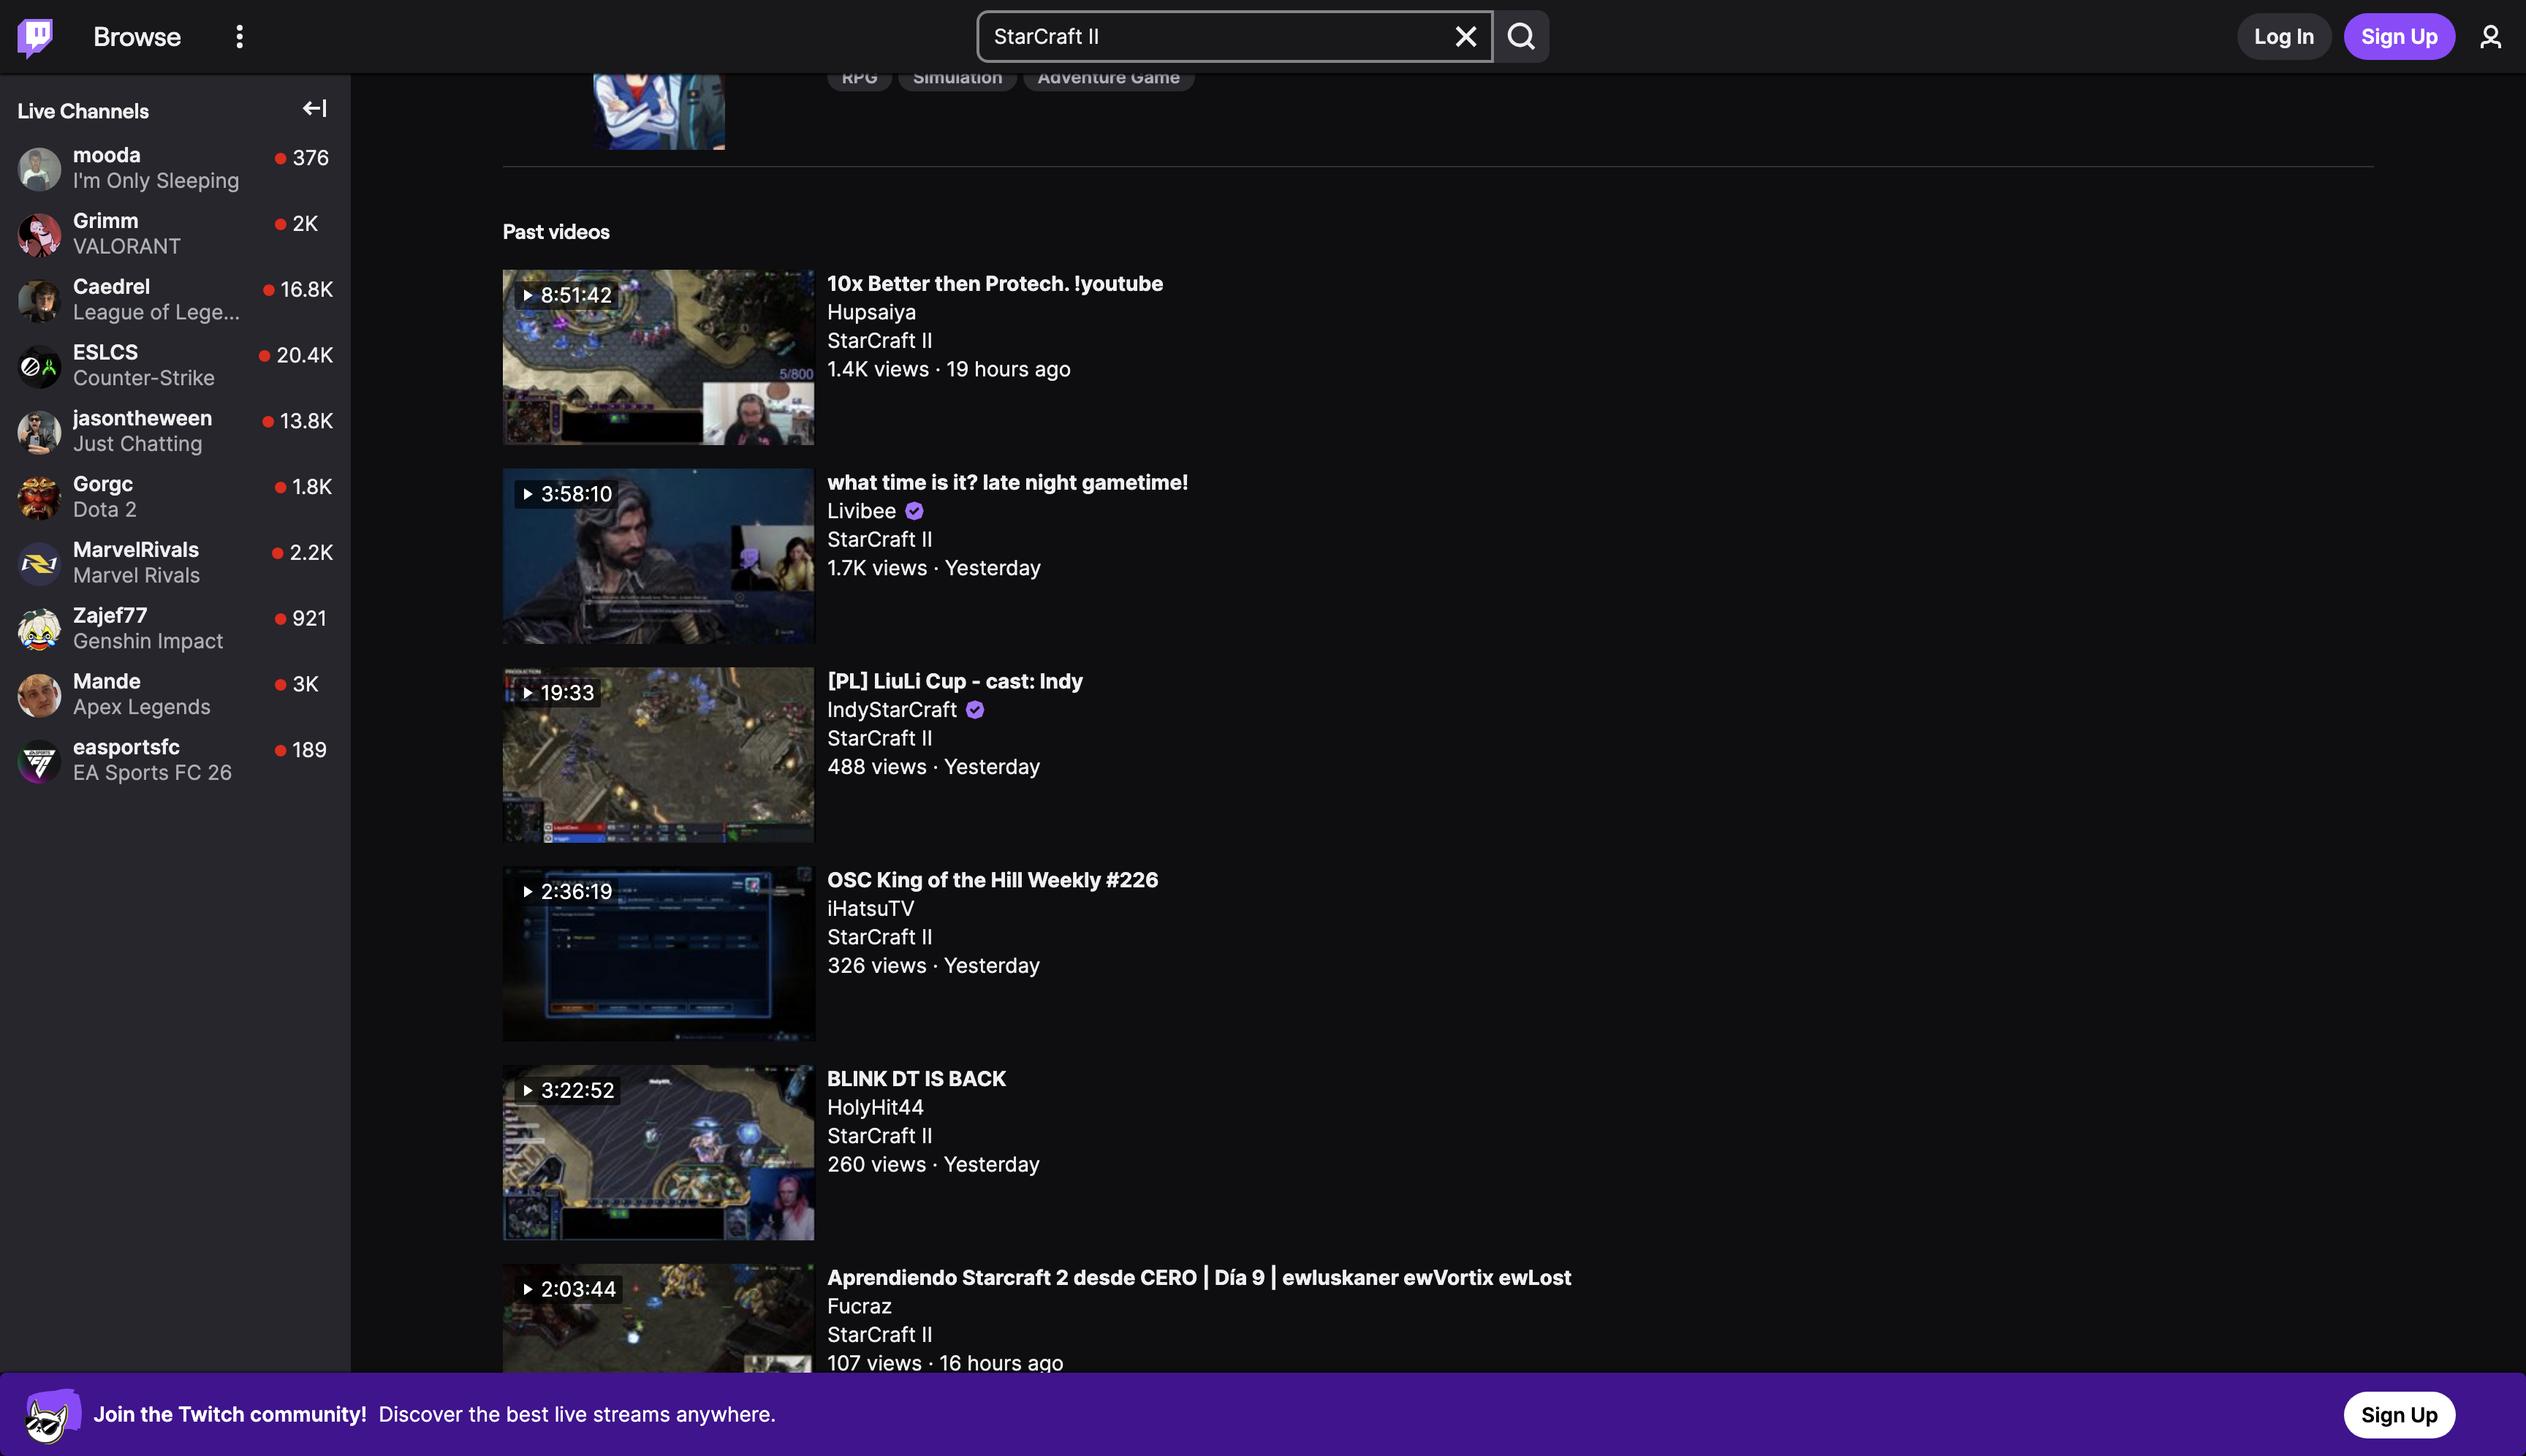 Browse
StarCraft II
Log In
Sign Up
Live Channels
mooda
376
I'm Only Sleeping
Grimm
2K
VALORANT
Caedrel
16.8K
League of Lege...
ESLCS
20.4K
Counter-Strike
jasontheween
13.8K
Just Chatting
Gorgc
1.8K
Dota 2
MarvelRivals
2.2K
Marvel Rivals
Zajef77
921
Genshin Impact
Mande
3K
Apex Legends
easportsfc
189
EA Sports FC 26
RPG
Simulation
Adventure Game
Past videos
8:51:42
5/800
10x Better then Protech. !youtube
Hupsaiya
StarCraft II
1.4K views · 19 hours ago
3:58:10
what time is it? late night gametime!
Livibee
StarCraft II
1.7K views · Yesterday
PRODUCTION
19:33
[PL] LiuLi Cup - cast: Indy
IndyStarCraft
StarCraft II
488 views · Yesterday
2:36:19
OSC King of the Hill Weekly #226
iHatsuTV
StarCraft II
326 views · Yesterday
3:22:52
BLINK DT IS BACK
HolyHit44
StarCraft II
260 views · Yesterday
2:03:44
Aprendiendo Starcraft 2 desde CERO | Día 9 | ewluskaner ewVortix ewLost
Fucraz
StarCraft II
107 views · 16 hours ago
Join the Twitch community! Discover the best live streams anywhere.
Sign Up